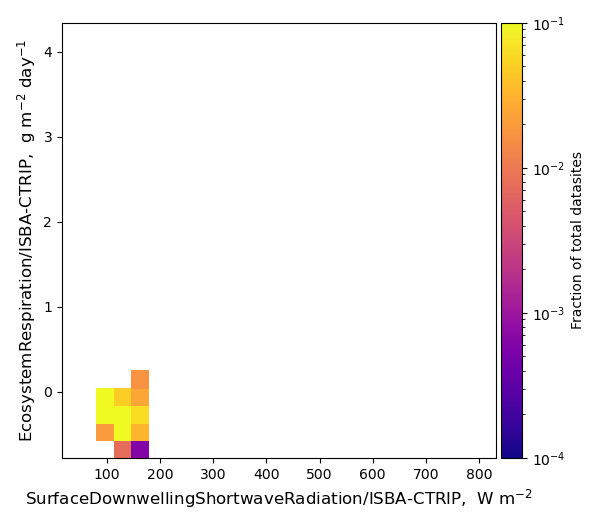 EcosystemRespiration/ISBA-CTRIP, g m⁻² day⁻¹
4
3
2
1
0
100 200 300 400 500 600 700 800
SurfaceDownwellingShortwaveRadiation/ISBA-CTRIP, W m⁻²
10⁻¹
10⁻²
10⁻³
10⁻⁴
Fraction of total datasites